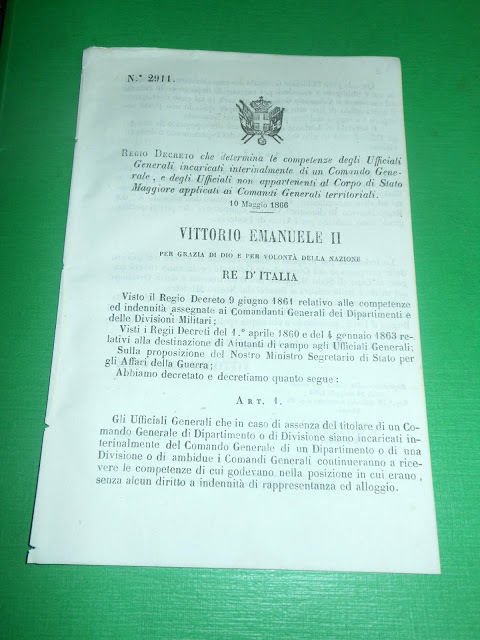 N.° 2911.
REGIO DECRETO che determina le competenze degli Uffiziali
Generali, incaricati interinalmente di un Comando Gene-
rale, e degli Uffiziali non appartenenti al Corpo di Stato
Maggiore applicati ai Comandi Generali territoriali.
10 Maggio 1866
VITTORIO EMANUELE II
PER GRAZIA DI DIO E PER VOLONTÀ DELLA NAZIONE
RE D'ITALIA
Visto il Regio Decreto 9 giugno 1861 relativo alle competenze
ed indennità assegnate ai Comandanti Generali dei Dipartimenti e
delle Divisioni Militari;
Visti i Regii Decreti del 1.° aprile 1860 e del 4 gennaio 1863 re-
lativi alla destinazione di Aiutanti di campo agli Uffiziali Generali;
Sulla proposizione del Nostro Ministro Segretario di Stato per
gli Affari della Guerra;
Abbiamo decretato e decretiamo quanto segue:
ART. 1.
Gli Uffiziali Generali che in caso di assenza del titolare di un Co-
mando Generale di Dipartimento o di Divisione siano incaricati in-
terinalmente del Comando Generale di un Dipartimento o di una
Divisione o di ambidue i Comandi Generali continueranno a rice-
vere le competenze di cui godevano nella posizione in cui erano,
senza alcun diritto a indennità di rappresentanza ed alloggio.